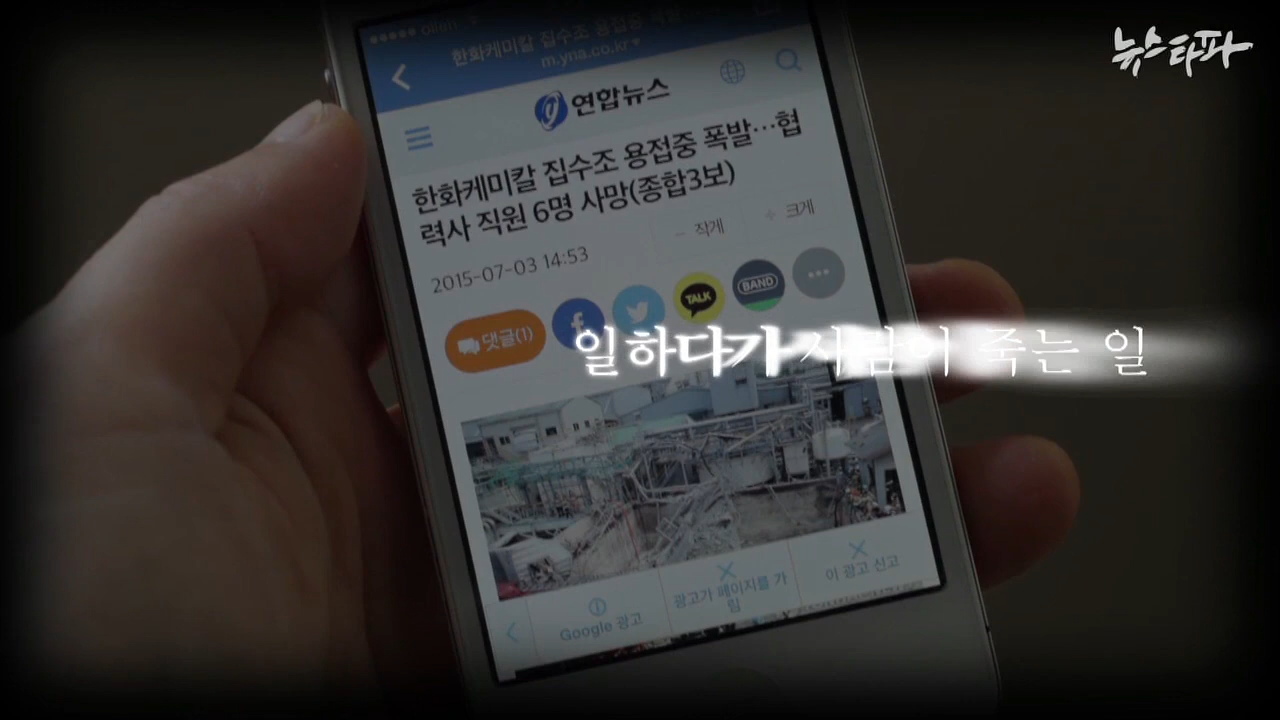 뉴스타파
한화케미칼 집수조 용접중 폭발…
m.yna.co.kr
연합뉴스
한화케미칼 집수조 용접중 폭발…협
력사 직원 6명 사망(종합3보)
- 작게 + 크게
2015-07-03 14:53
댓글(1) f TALK BAND
일하다가 사람이 죽는 일
Google 광고
광고가 페이지를 가
림
이 광고 신고